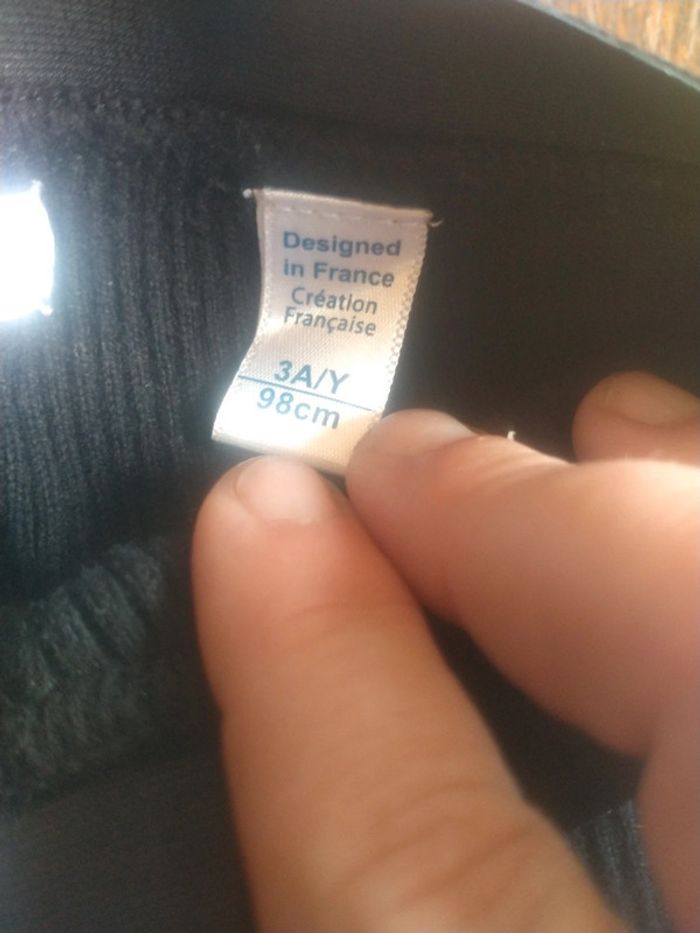 Designed
in France
Création
Française
3A/Y
98cm